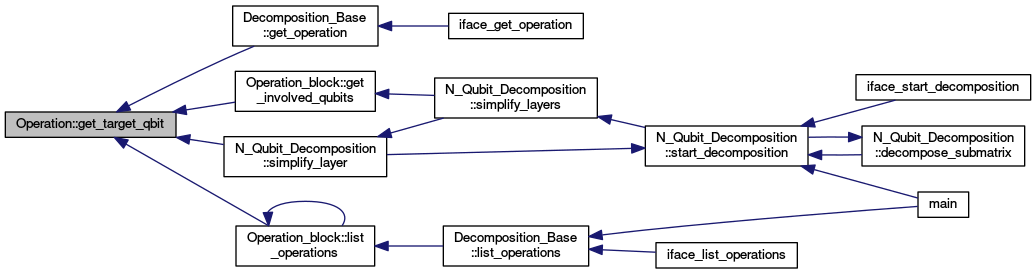 Operation::get_target_qbit
Decomposition_Base
::get_operation
iface_get_operation
Operation_block::get
_involved_qubits
N_Qubit_Decomposition
::simplify_layers
N_Qubit_Decomposition
::simplify_layer
N_Qubit_Decomposition
::start_decomposition
iface_start_decomposition
N_Qubit_Decomposition
::decompose_submatrix
main
Operation_block::list
_operations
Decomposition_Base
::list_operations
iface_list_operations